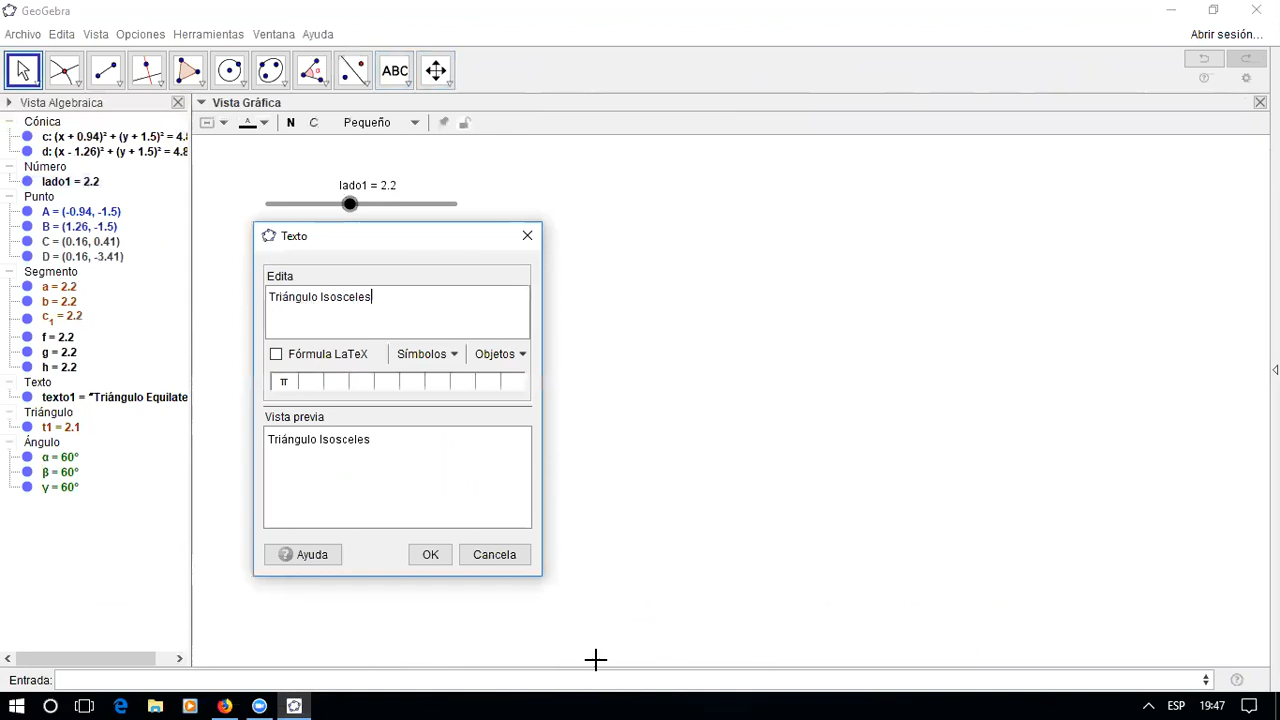 GeoGebra
Archivo Edita Vista Opciones Herramientas Ventana Ayuda
Abrir sesión...
ABC
Vista Algebraica
Vista Gráfica
A N C Pequeño
Cónica
c: (x + 0.94)² + (y + 1.5)² = 4.8
d: (x - 1.26)² + (y + 1.5)² = 4.8
Número
lado1 = 2.2
Punto
A = (-0.94, -1.5)
B = (1.26, -1.5)
C = (0.16, 0.41)
D = (0.16, -3.41)
Segmento
a = 2.2
b = 2.2
c₁ = 2.2
f = 2.2
g = 2.2
h = 2.2
Texto
texto1 = “Triángulo Equilate
Triángulo
t1 = 2.1
Ángulo
α = 60°
β = 60°
γ = 60°
lado1 = 2.2
Texto
Edita
Triángulo Isosceles
Fórmula LaTeX Símbolos Objetos
π
Vista previa
Triángulo Isosceles
Ayuda OK Cancela
Entrada:
ESP 19:47